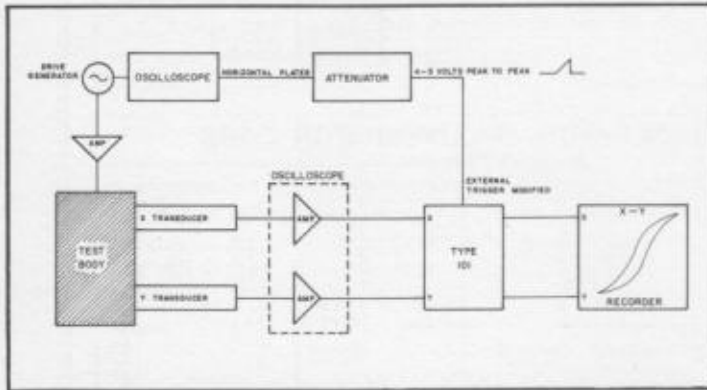 DRIVE
GENERATOR
OSCILLOSCOPE
HORIZONTAL PLATES
ATTENUATOR
4-5 VOLTS PEAK TO PEAK
AMP
OSCILLOSCOPE
EXTERNAL
TRIGGER MODIFIED
TEST
BODY
X TRANSDUCER
AMP
X
TYPE
101
X
X-Y
Y TRANSDUCER
AMP
Y
Y
RECORDER